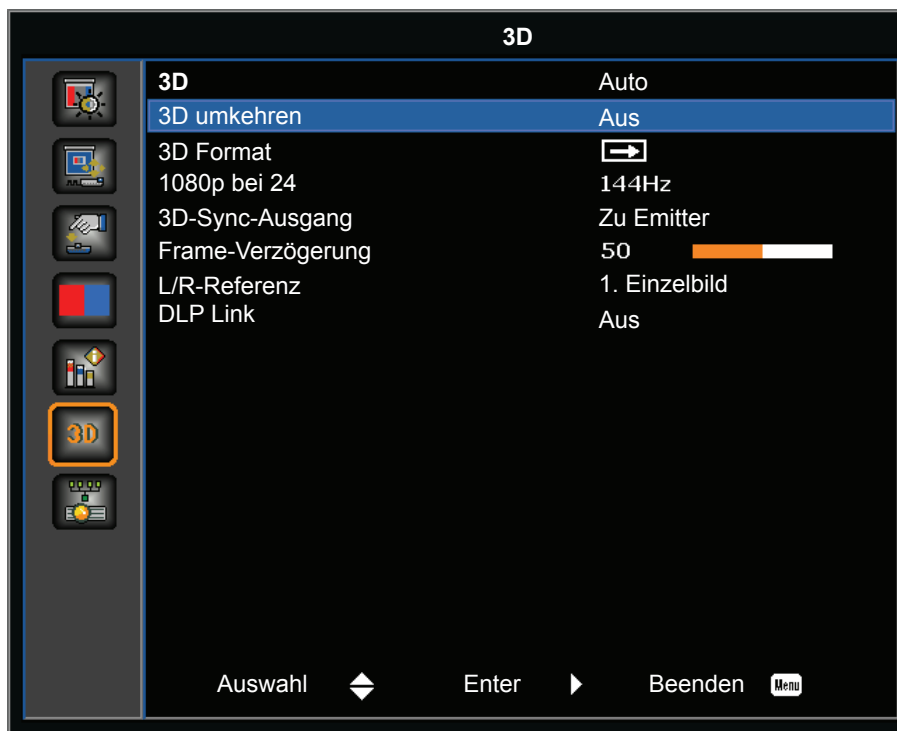 3D
3D Auto
3D umkehren Aus
3D Format
1080p bei 24 144Hz
3D-Sync-Ausgang Zu Emitter
Frame-Verzögerung 50
L/R-Referenz 1. Einzelbild
DLP Link Aus
3D
Auswahl Enter Beenden Menu